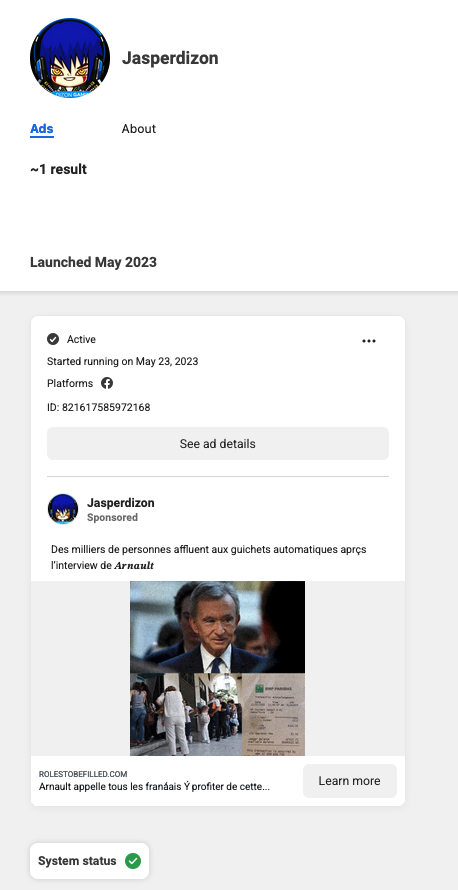 Jasperdizon
Ads
About
~1 result
Launched May 2023
Active
Started running on May 23, 2023
Platforms
ID: 821617585972168
See ad details
Jasperdizon
Sponsored
Des milliers de personnes affluent aux guichets automatiques aprçs
l'interview de 𝑨𝒓𝒏𝒂𝒖𝒍𝒕
BNP PARIBAS
ROLESTOBEFILLED.COM
Arnault appelle tous les franáais Ý profiter de cette...
Learn more
System status